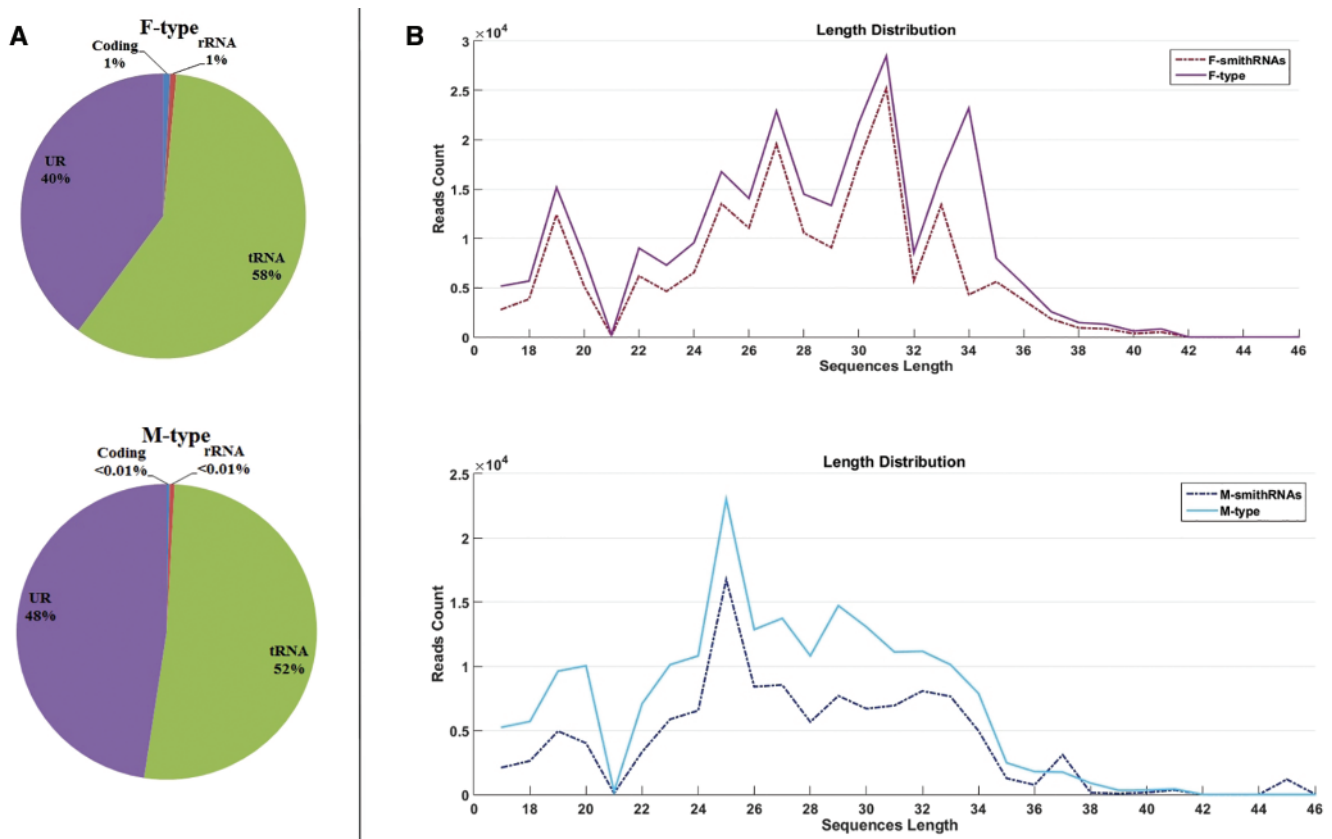 A
F-type
Coding
1%
rRNA
1%
UR
40%
tRNA
58%
M-type
Coding
<0.01%
rRNA
<0.01%
UR
48%
tRNA
52%
B
Length Distribution
×10⁴
3
2.5
2
1.5
1
0.5
0
Reads Count
0 18 20 22 24 26 28 30 32 34 36 38 40 42 44 46
Sequences Length
F-smithRNAs
F-type
Length Distribution
×10⁴
2.5
2
1.5
1
0.5
0
Reads Count
0 18 20 22 24 26 28 30 32 34 36 38 40 42 44 46
Sequences Length
M-smithRNAs
M-type